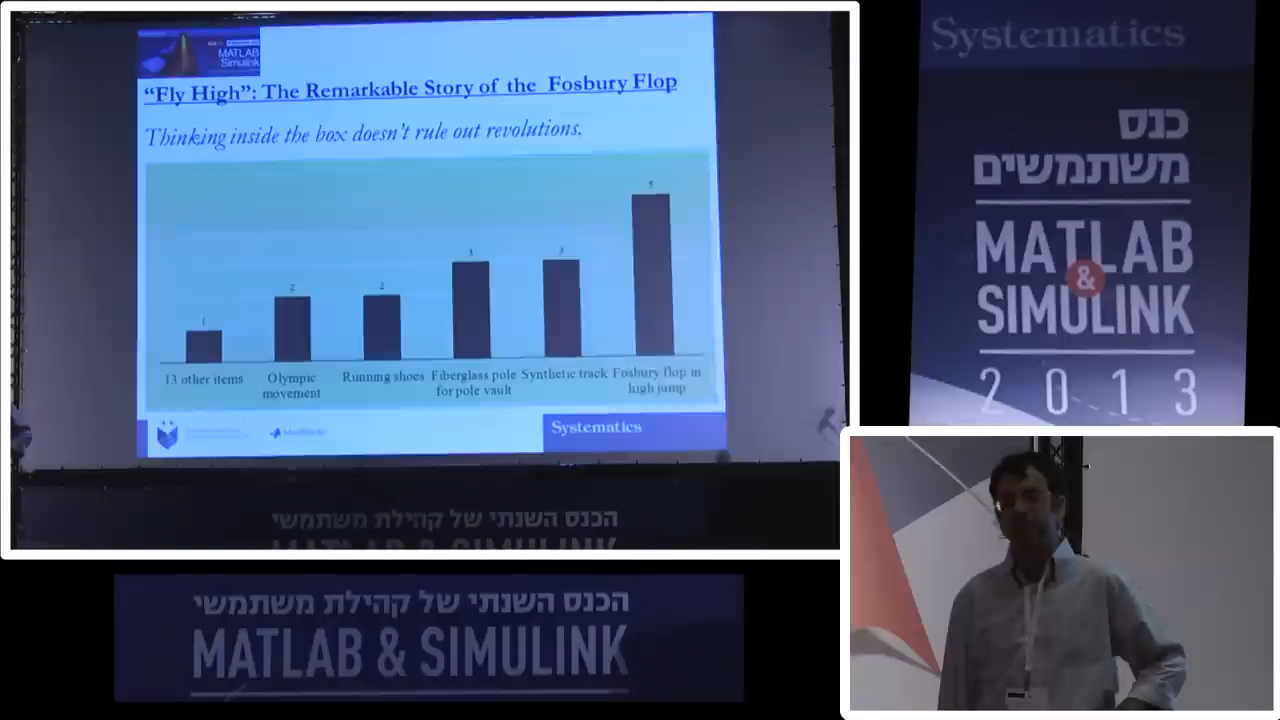 MATLAB
Simulink
“Fly High”: The Remarkable Story of the Fosbury Flop
Thinking inside the box doesn’t rule out revolutions.
1
2
2
3
3
5
13 other items
Olympic
movement
Running shoes
Fiberglass pole
for pole vault
Synthetic track
Fosbury flop in
high jump
MathWorks
Systematics
הכנס השנתי של קהילת משתמשי
MATLAB & SIMULINK
הכנס השנתי של קהילת משתמשי
MATLAB & SIMULINK
Systematics
כנס
משתמשים
MATLAB
&
SIMULINK
2013